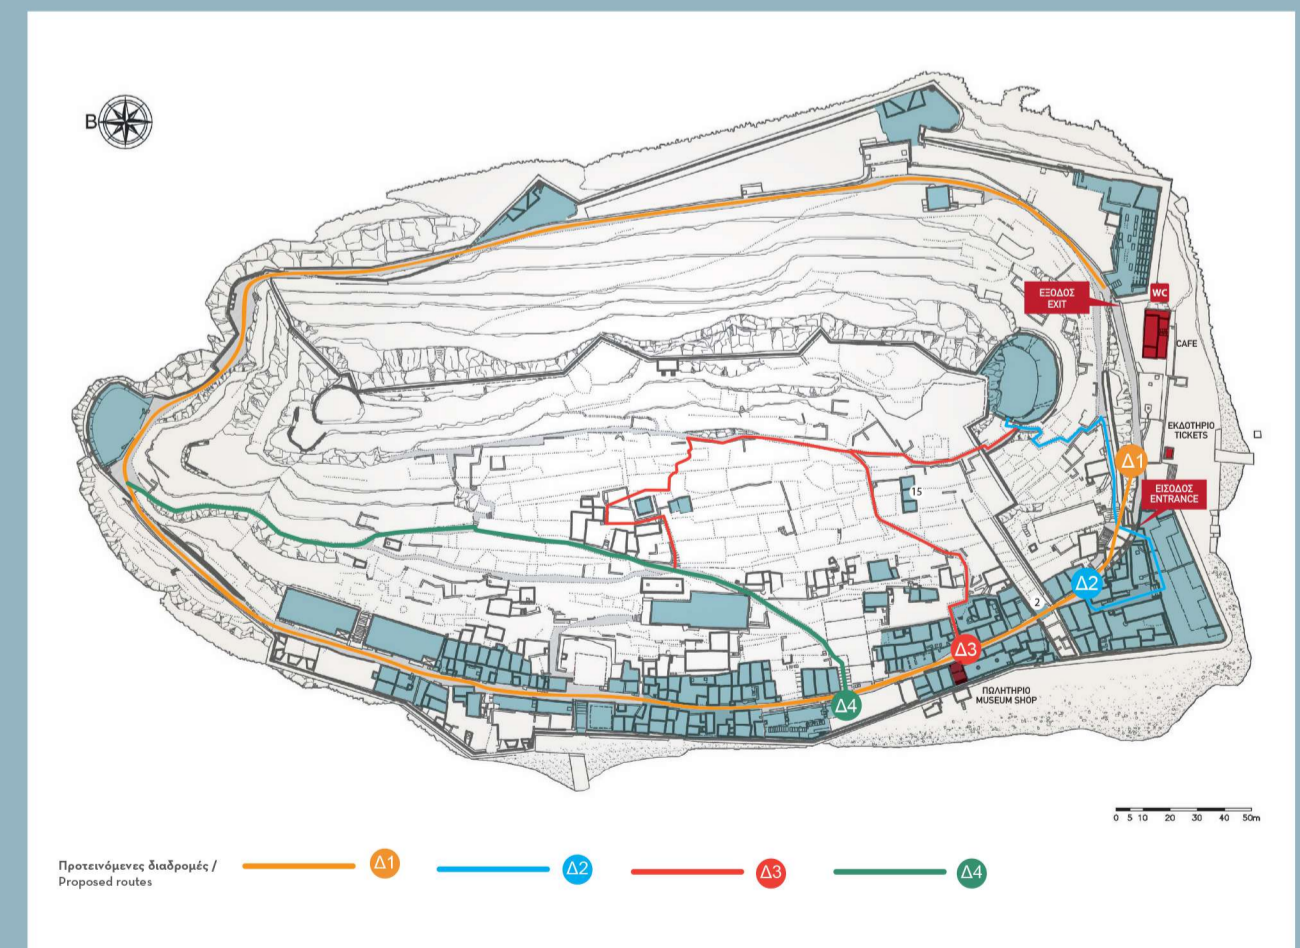 Β
ΕΞΟΔΟΣ
EXIT
WC
CAFE
ΕΚΔΟΤΗΡΙΟ
TICKETS
Δ1
ΕΙΣΟΔΟΣ
ENTRANCE
15
Δ2
2
Δ3
ΠΩΛΗΤΗΡΙΟ
MUSEUM SHOP
Δ4
0 5 10 20 30 40 50m
Προτεινόμενες διαδρομές /
Proposed routes
Δ1
Δ2
Δ3
Δ4